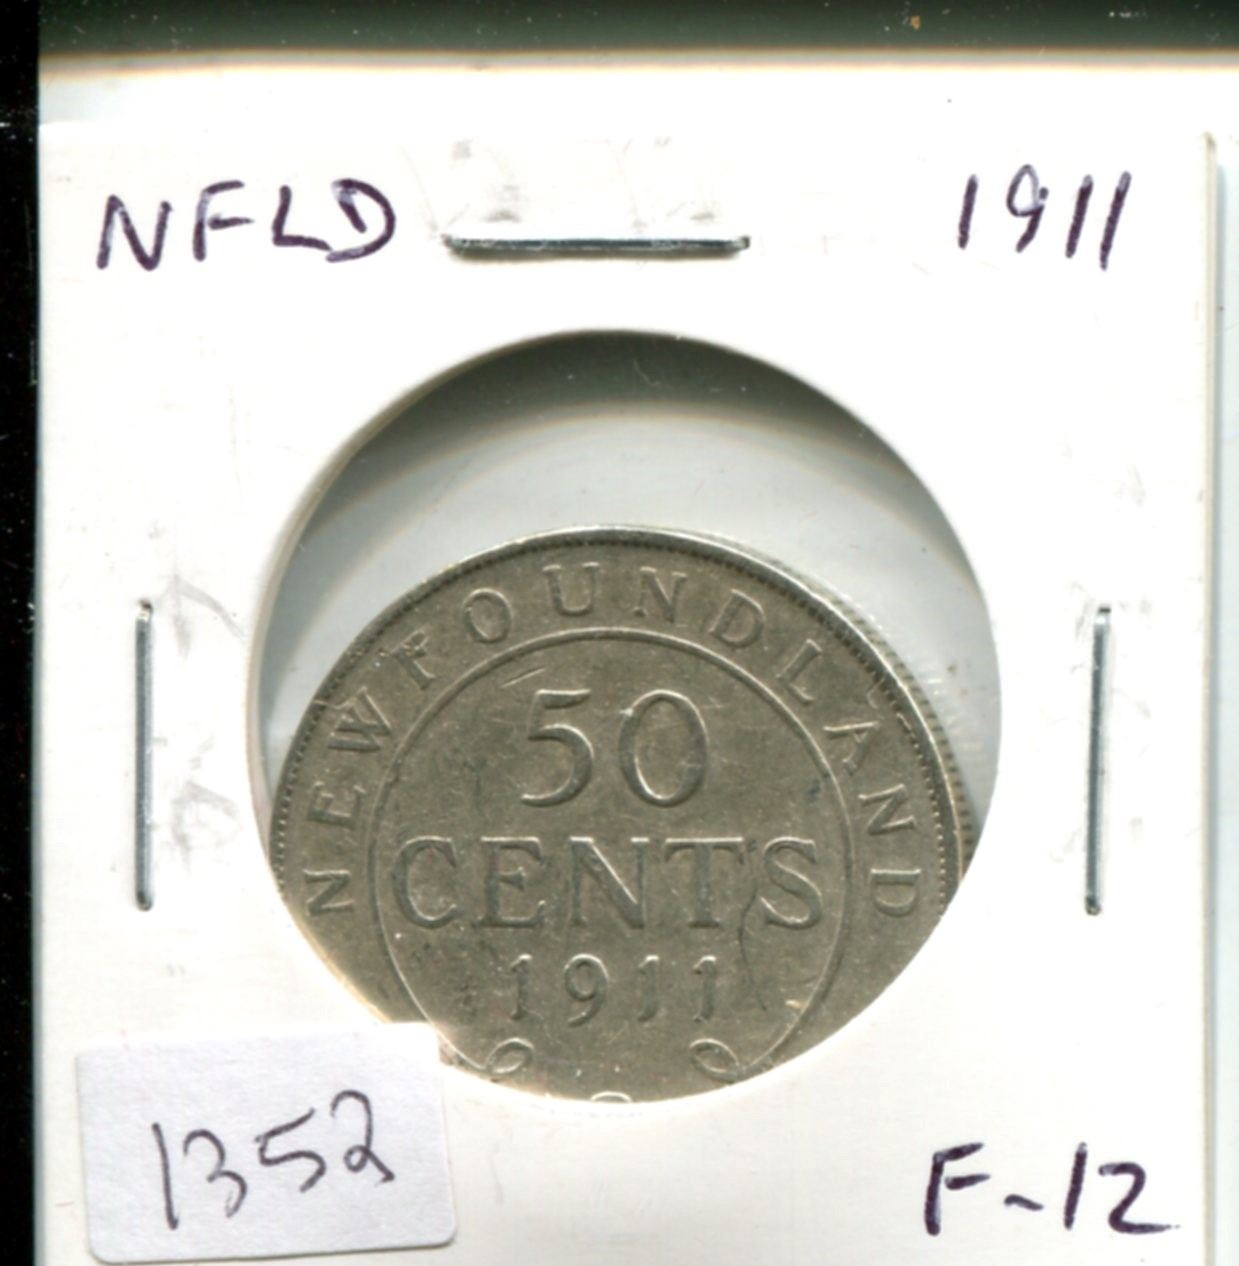 NFLD 1911
NEWFOUNDLAND
50
CENTS
1911
1352
F-12